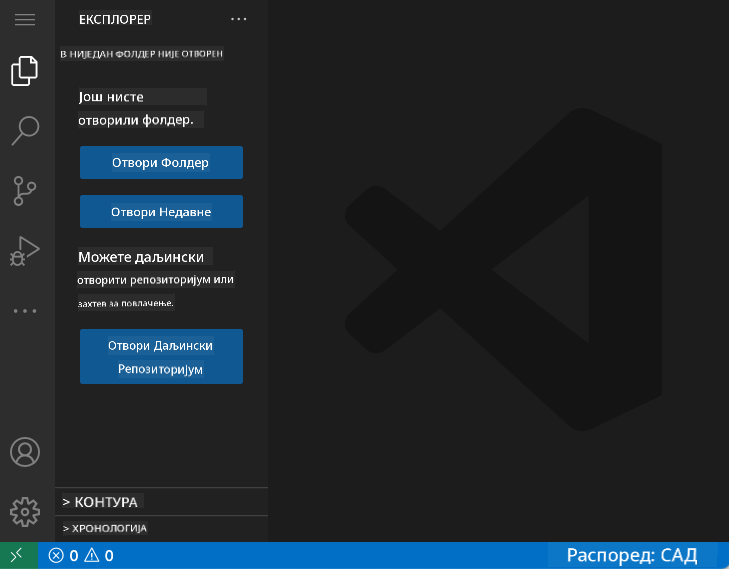 ЕКСПЛОРЕР
В НИЈЕДАН ФОЛДЕР НИЈЕ ОТВОРЕН
Још нисте
отворили фолдер.
Отвори Фолдер
Отвори Недавне
Можете даљински
отворити репозиторијум или
захтев за повлачење.
Отвори Даљински
Репозиторијум
> КОНТУРА
> ХРОНОЛОГИЈА
0 0 Распоред: САД